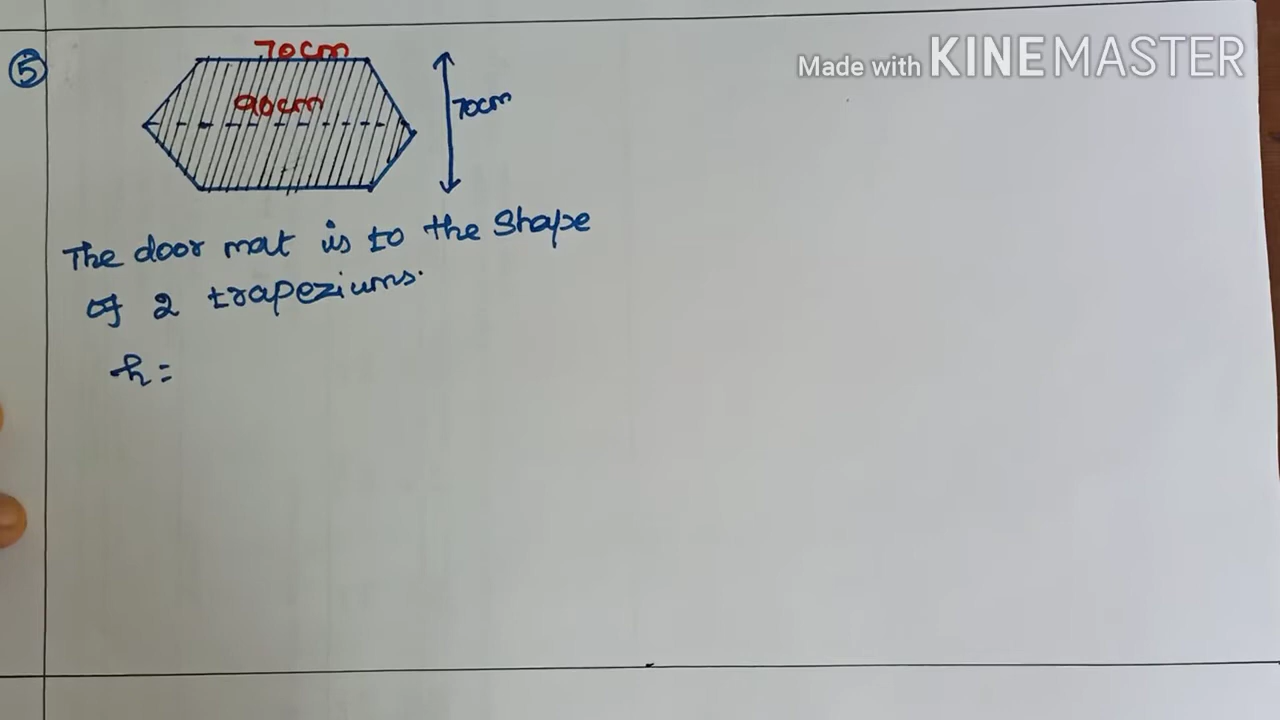 Made with KINEMASTER
5
70cm
90cm
70cm
The door mat is to the shape
of 2 trapeziums.
h =